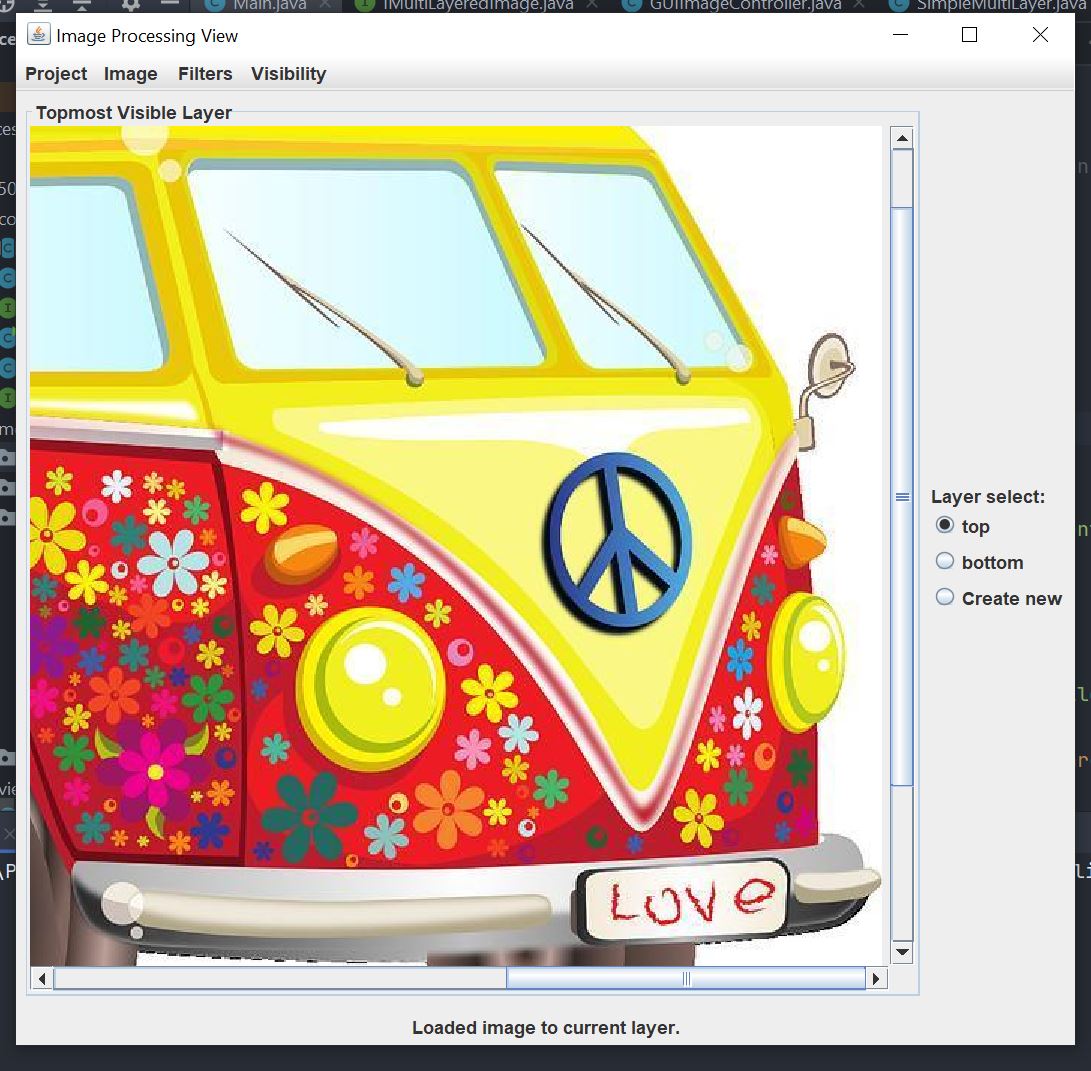 Main.java
IMultiLayeredImage.java
GUIImageController.java
SimpleMultiLayer.java
Image Processing View
Project Image Filters Visibility
Topmost Visible Layer
LOVe
Layer select:
top
bottom
Create new
Loaded image to current layer.